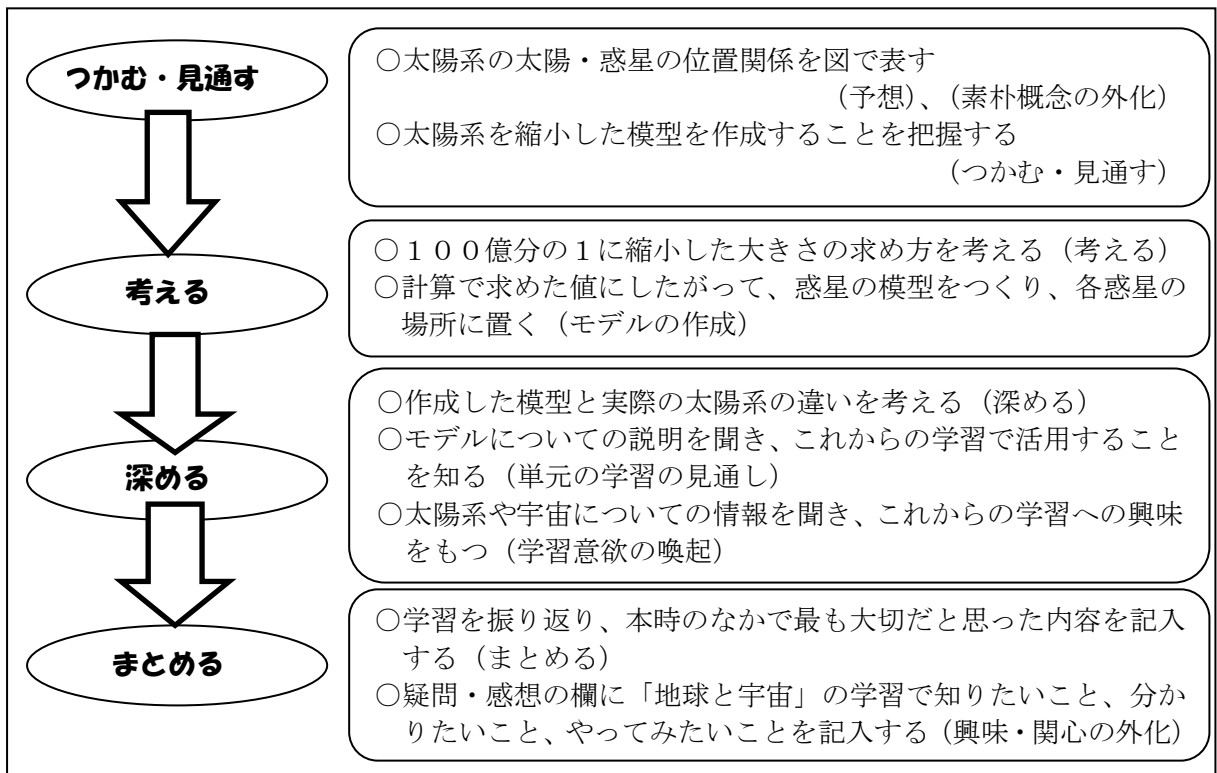 つかむ・見通す
○太陽系の太陽・惑星の位置関係を図で表す
（予想）、（素朴概念の外化）
○太陽系を縮小した模型を作成することを把握する
（つかむ・見通す）
考える
○１００億分の１に縮小した大きさの求め方を考える（考える）
○計算で求めた値にしたがって、惑星の模型をつくり、各惑星の
場所に置く（モデルの作成）
深める
○作成した模型と実際の太陽系の違いを考える（深める）
○モデルについての説明を聞き、これからの学習で活用すること
を知る（単元の学習の見通し）
○太陽系や宇宙についての情報を聞き、これからの学習への興味
をもつ（学習意欲の喚起）
まとめる
○学習を振り返り、本時のなかで最も大切だと思った内容を記入
する（まとめる）
○疑問・感想の欄に「地球と宇宙」の学習で知りたいこと、分か
りたいこと、やってみたいことを記入する（興味・関心の外化）